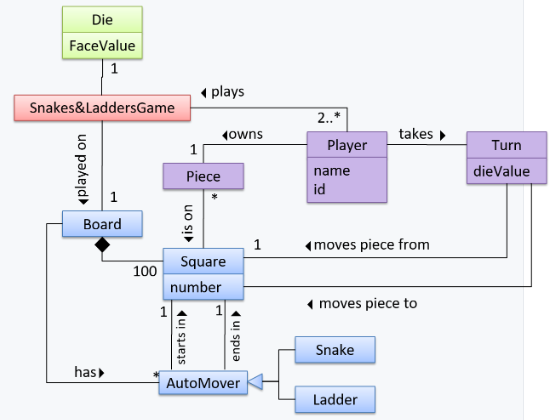 Die
FaceValue
1
Snakes&LaddersGame
plays
2..*
played on
1
owns
1
Player
name
id
takes
Turn
dieValue
Piece
*
is on
1
Board
100
Square
number
1
moves piece from
moves piece to
1
starts in
1
ends in
has
*
AutoMover
Snake
Ladder